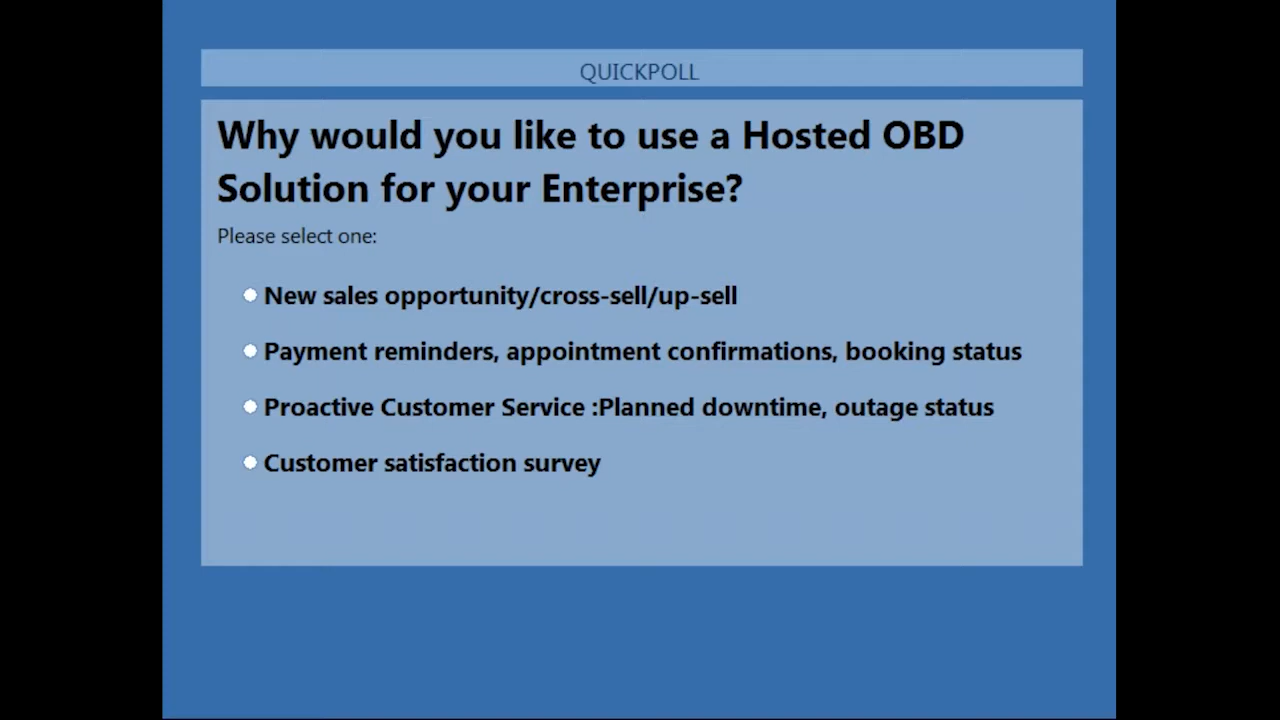 QUICKPOLL
Why would you like to use a Hosted OBD
Solution for your Enterprise?
Please select one:
New sales opportunity/cross-sell/up-sell
Payment reminders, appointment confirmations, booking status
Proactive Customer Service :Planned downtime, outage status
Customer satisfaction survey